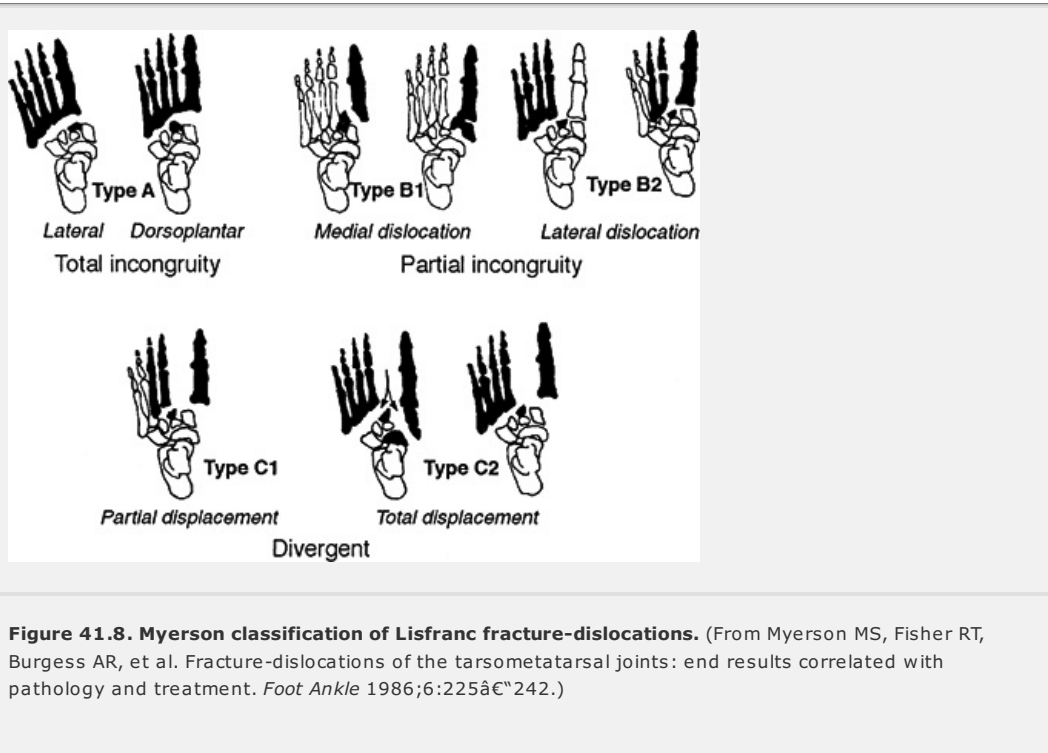 Type A
Type B1
Type B2
Lateral
Dorsoplantar
Medial dislocation
Lateral dislocation
Total incongruity
Partial incongruity
Type C1
Type C2
Partial displacement
Total displacement
Divergent
Figure 41.8. Myerson classification of Lisfranc fracture-dislocations. (From Myerson MS, Fisher RT,
Burgess AR, et al. Fracture-dislocations of the tarsometatarsal joints: end results correlated with
pathology and treatment. Foot Ankle 1986;6:225â€“242.)